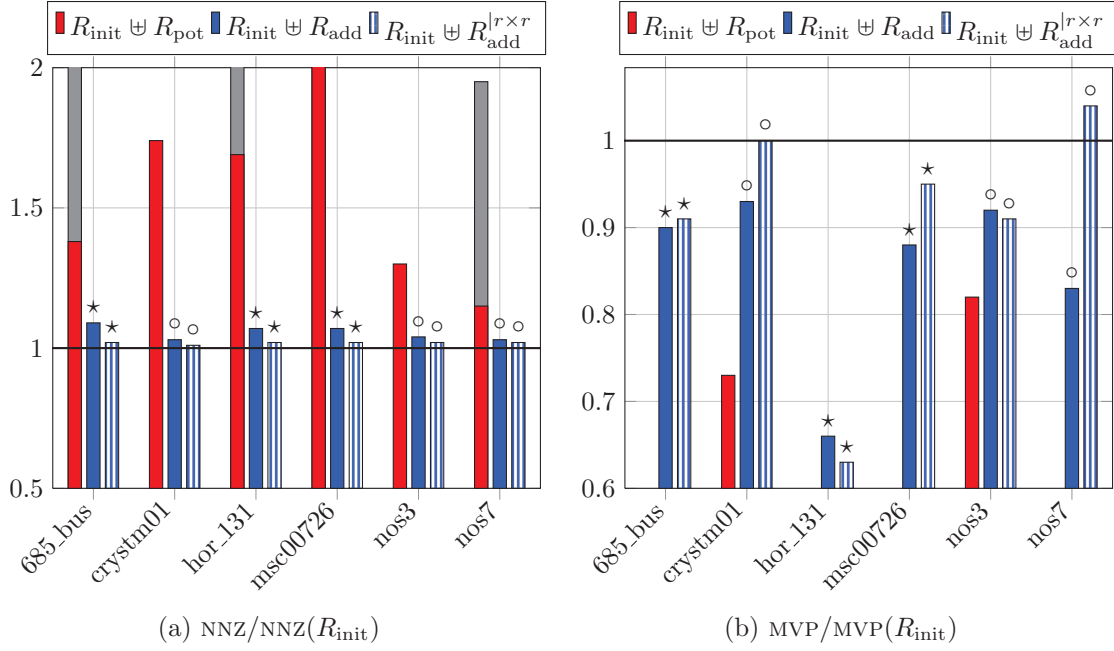 R_init ⊎ R_pot R_init ⊎ R_add R_init ⊎ R_add^|r×r
2
1.5
1
0.5
685_bus
crystm01
hor_131
msc00726
nos3
nos7
(a) NNZ/NNZ(R_init)
R_init ⊎ R_pot R_init ⊎ R_add R_init ⊎ R_add^|r×r
1
0.9
0.8
0.7
0.6
685_bus
crystm01
hor_131
msc00726
nos3
nos7
(b) MVP/MVP(R_init)